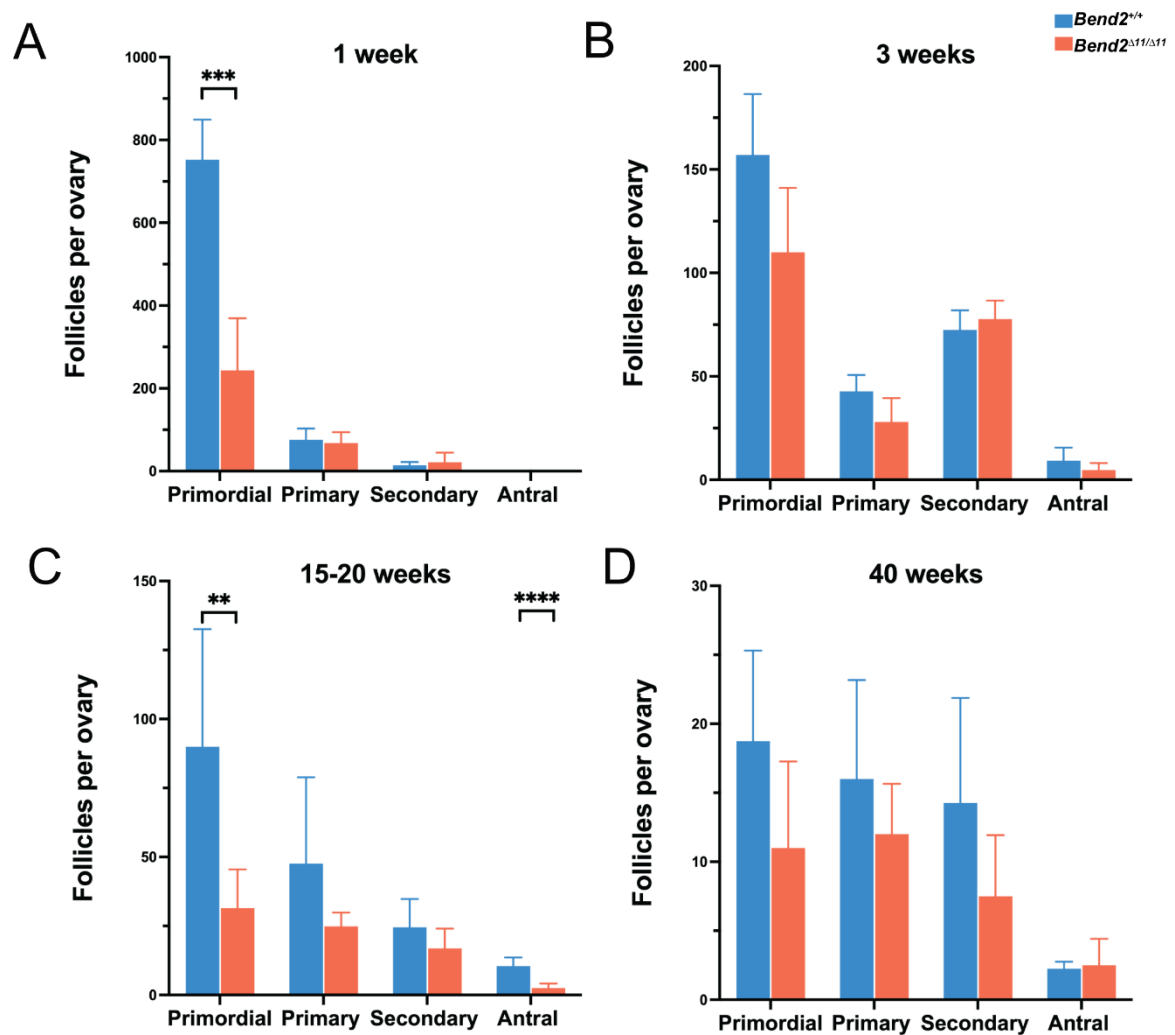 Bend2+/+
Bend2Δ11/Δ11
A
1 week
Follicles per ovary
1000
800
600
400
200
0
***
Primordial Primary Secondary Antral
B
3 weeks
Follicles per ovary
200
150
100
50
0
Primordial Primary Secondary Antral
C
15-20 weeks
Follicles per ovary
150
100
50
0
**
****
Primordial Primary Secondary Antral
D
40 weeks
Follicles per ovary
30
20
10
0
Primordial Primary Secondary Antral